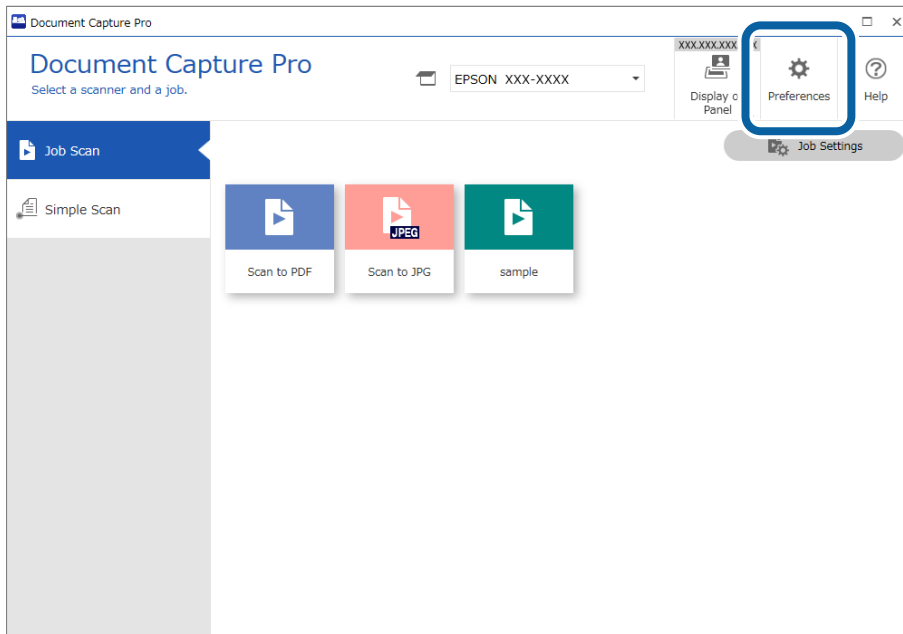 Document Capture Pro
Document Capture Pro
Select a scanner and a job.
EPSON XXX-XXXX
XXX.XXX.XXX
Display o
Panel
Preferences
Help
Job Scan
Job Settings
Simple Scan
JPEG
Scan to PDF
Scan to JPG
sample